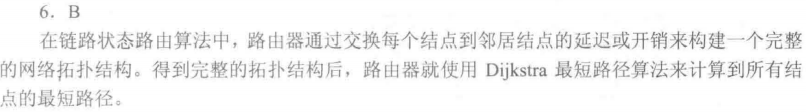 6．B
在链路状态路由算法中，路由器通过交换每个结点到邻居结点的延迟或开销来构建一个完整
的网络拓扑结构。得到完整的拓扑结构后，路由器就使用 Dijkstra 最短路径算法来计算到所有结
点的最短路径。